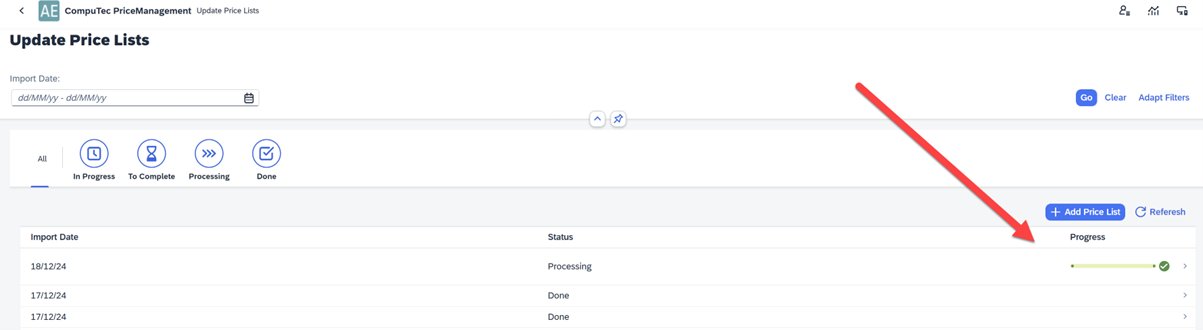 AE CompuTec PriceManagement Update Price Lists
Update Price Lists
Import Date:
dd/MM/yy - dd/MM/yy
Go Clear Adapt Filters
All
In Progress To Complete Processing Done
Add Price List Referesh
Import Date Status Progress
18/12/24 Processing
17/12/24 Done
17/12/24 Done